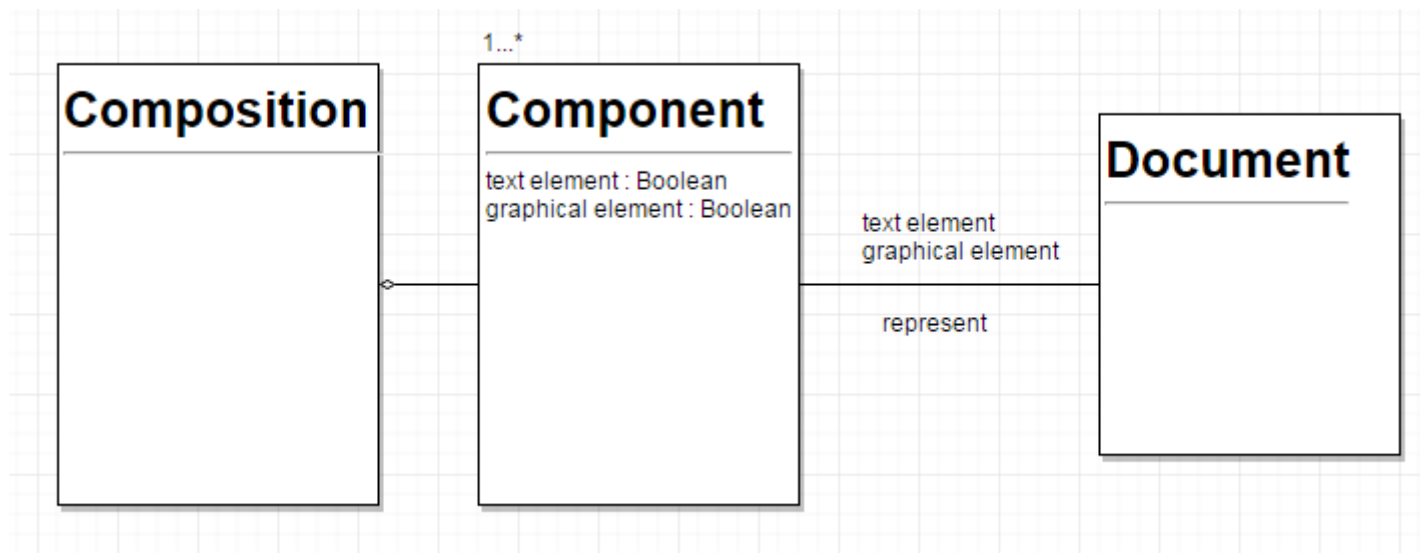 1...*
Composition
Component
text element : Boolean
graphical element : Boolean
text element
graphical element
represent
Document